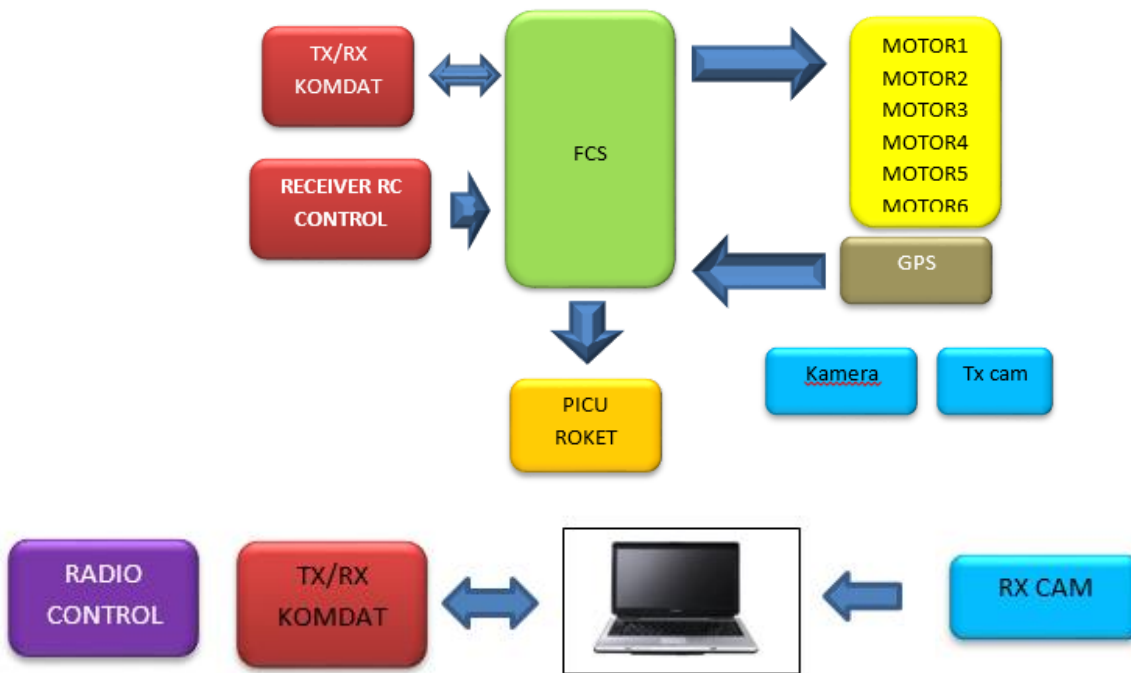 TX/RX
KOMDAT
RECEIVER RC
CONTROL
FCS
MOTOR1
MOTOR2
MOTOR3
MOTOR4
MOTOR5
MOTOR6
GPS
Kamera
Tx cam
PICU
ROKET
RADIO
CONTROL
TX/RX
KOMDAT
RX CAM